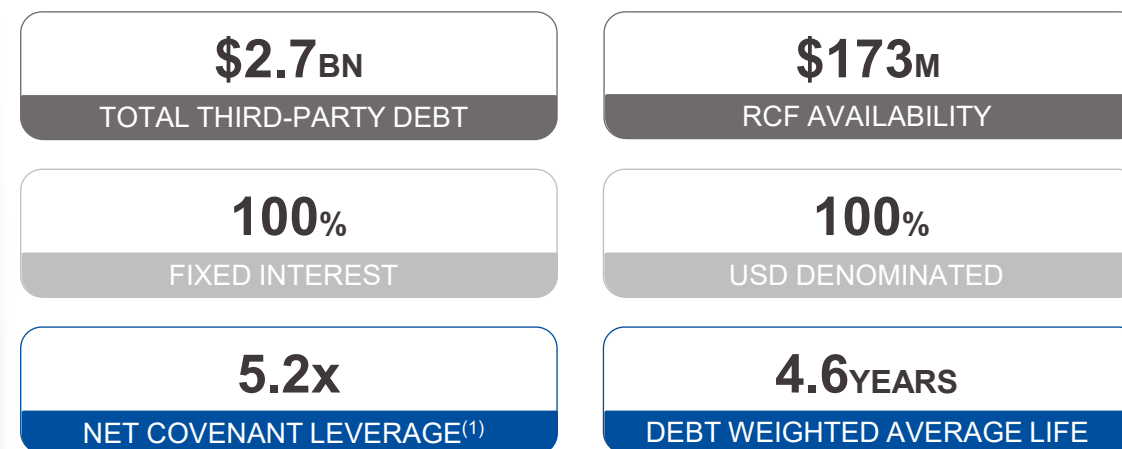 $2.7BN
TOTAL THIRD-PARTY DEBT
$173M
RCF AVAILABILITY
100%
FIXED INTEREST
100%
USD DENOMINATED
5.2x
NET COVENANT LEVERAGE(1)
4.6YEARS
DEBT WEIGHTED AVERAGE LIFE